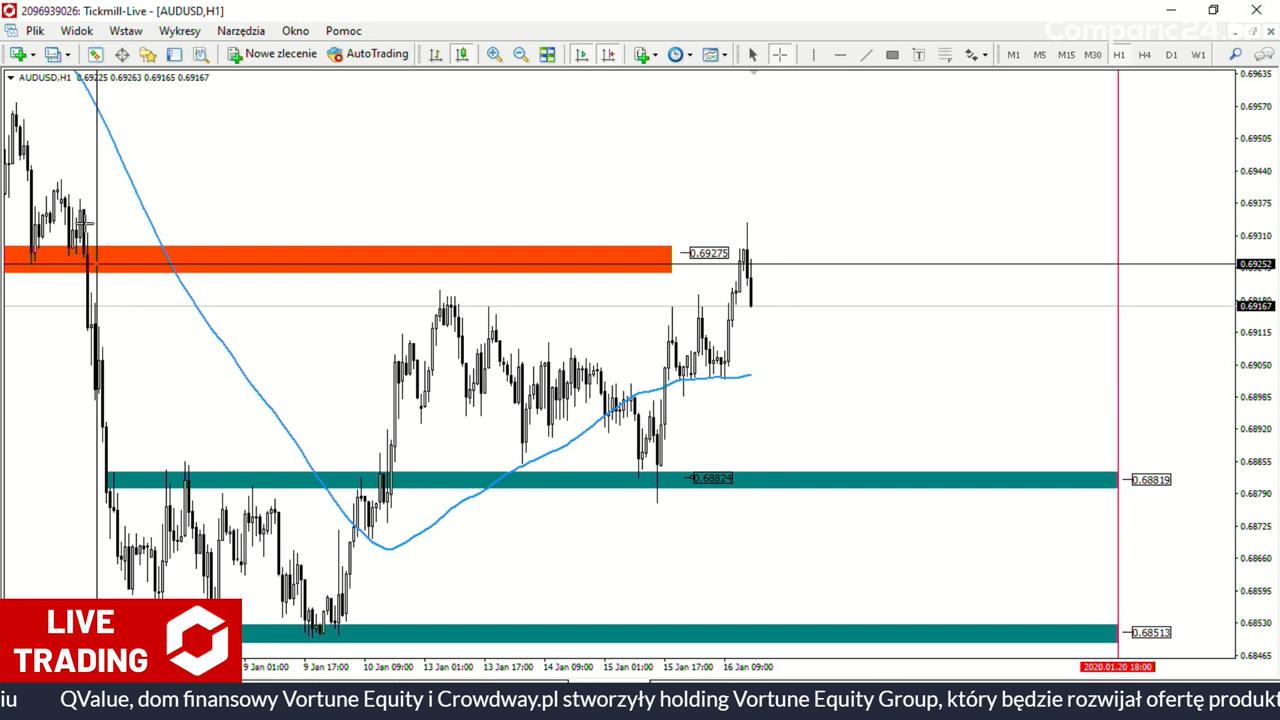 2096939026: Tickmill-Live - [AUDUSD,H1]
Comparic24.
Plik Widok Wstaw Wykresy Narzędzia Okno Pomoc
Nowe zlecenie AutoTrading M1 M5 M15 M30 H1 H4 D1 W1
AUDUSD,H1 0.69225 0.69263 0.69165 0.69167
0.69635
0.69570
0.69505
0.69440
0.69375
0.69310
0.69275
0.69252
0.69180
0.69167
0.69115
0.69050
0.68985
0.68920
0.68855
0.68824
0.68819
0.68790
0.68725
0.68660
0.68595
0.68530
0.68513
0.68465
LIVE
TRADING
9 Jan 01:00 9 Jan 17:00 10 Jan 09:00 13 Jan 01:00 13 Jan 17:00 14 Jan 09:00 15 Jan 01:00 15 Jan 17:00 16 Jan 09:00 2020.01.20 18:00
iu QValue, dom finansowy Vortune Equity i Crowdway.pl stworzyły holding Vortune Equity Group, który będzie rozwijał ofertę produkt